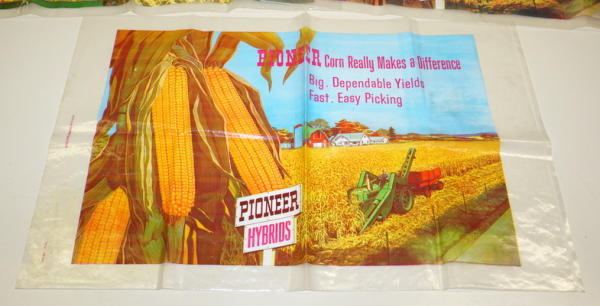 PIONEER Corn Really Makes a Difference
Big, Dependable Yields
Fast, Easy Picking
PIONEER
HYBRIDS